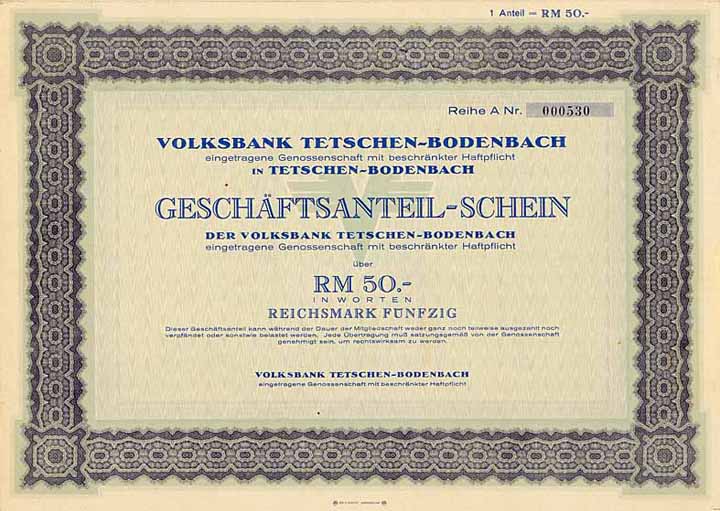 1 Anteil = RM 50.-
Reihe A Nr. 000530
VOLKSBANK TETSCHEN-BODENBACH
eingetragene Genossenschaft mit beschränkter Haftpflicht
IN TETSCHEN-BODENBACH
GESCHÄFTSANTEIL-SCHEIN
DER VOLKSBANK TETSCHEN-BODENBACH
eingetragene Genossenschaft mit beschränkter Haftpflicht
über
RM 50.-
IN WORTEN
REICHSMARK FÜNFZIG
Dieser Geschäftsanteil kann während der Dauer der Mitgliedschaft weder ganz noch teilweise ausgezahlt noch
verpfändet oder sonstwie belastet werden. Jede Übertragung muß satzungsgemäß von der Genossenschaft
genehmigt sein, um rechtswirksam zu werden.
VOLKSBANK TETSCHEN-BODENBACH
eingetragene Genossenschaft mit beschränkter Haftpflicht